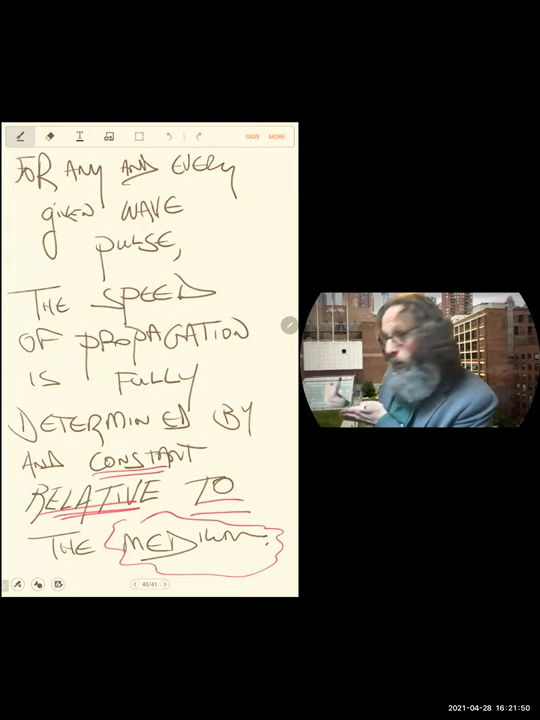 SAVE MORE
FOR ANY AND EVERY
given WAVE
pulse,
THE SPEED
OF PROPAGATION
IS FULLY
DETERMINED BY
AND CONSTANT
RELATIVE TO
THE MEDIUM.
40/41
2021-04-28 16:21:50